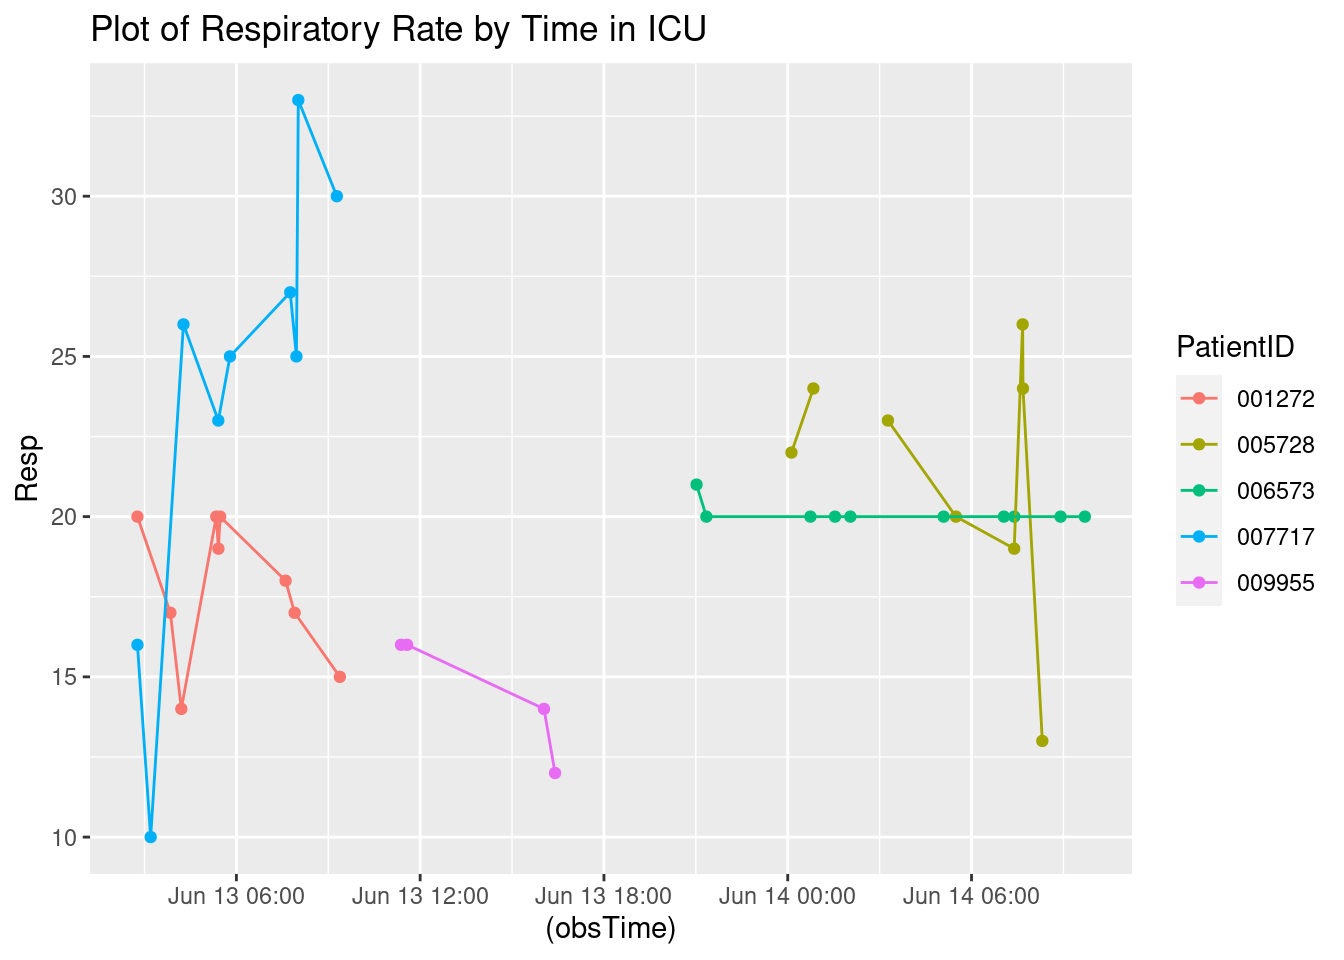 Plot of Respiratory Rate by Time in ICU
Resp
30
25
20
15
10
Jun 13 06:00
Jun 13 12:00
Jun 13 18:00
Jun 14 00:00
Jun 14 06:00
(obsTime)
PatientID
001272
005728
006573
007717
009955